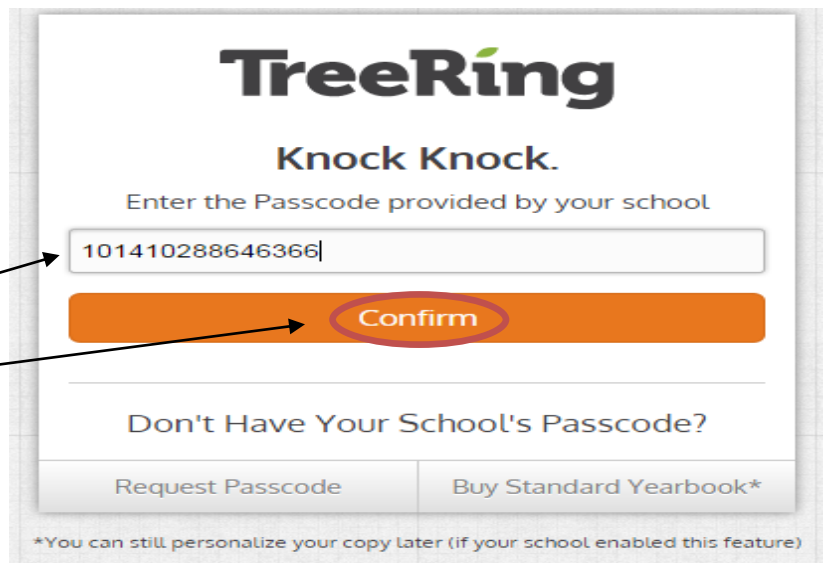 TreeRing
Knock Knock.
Enter the Passcode provided by your school
101410288646366
Confirm
Don't Have Your School's Passcode?
Request Passcode
Buy Standard Yearbook*
*You can still personalize your copy later (if your school enabled this feature)